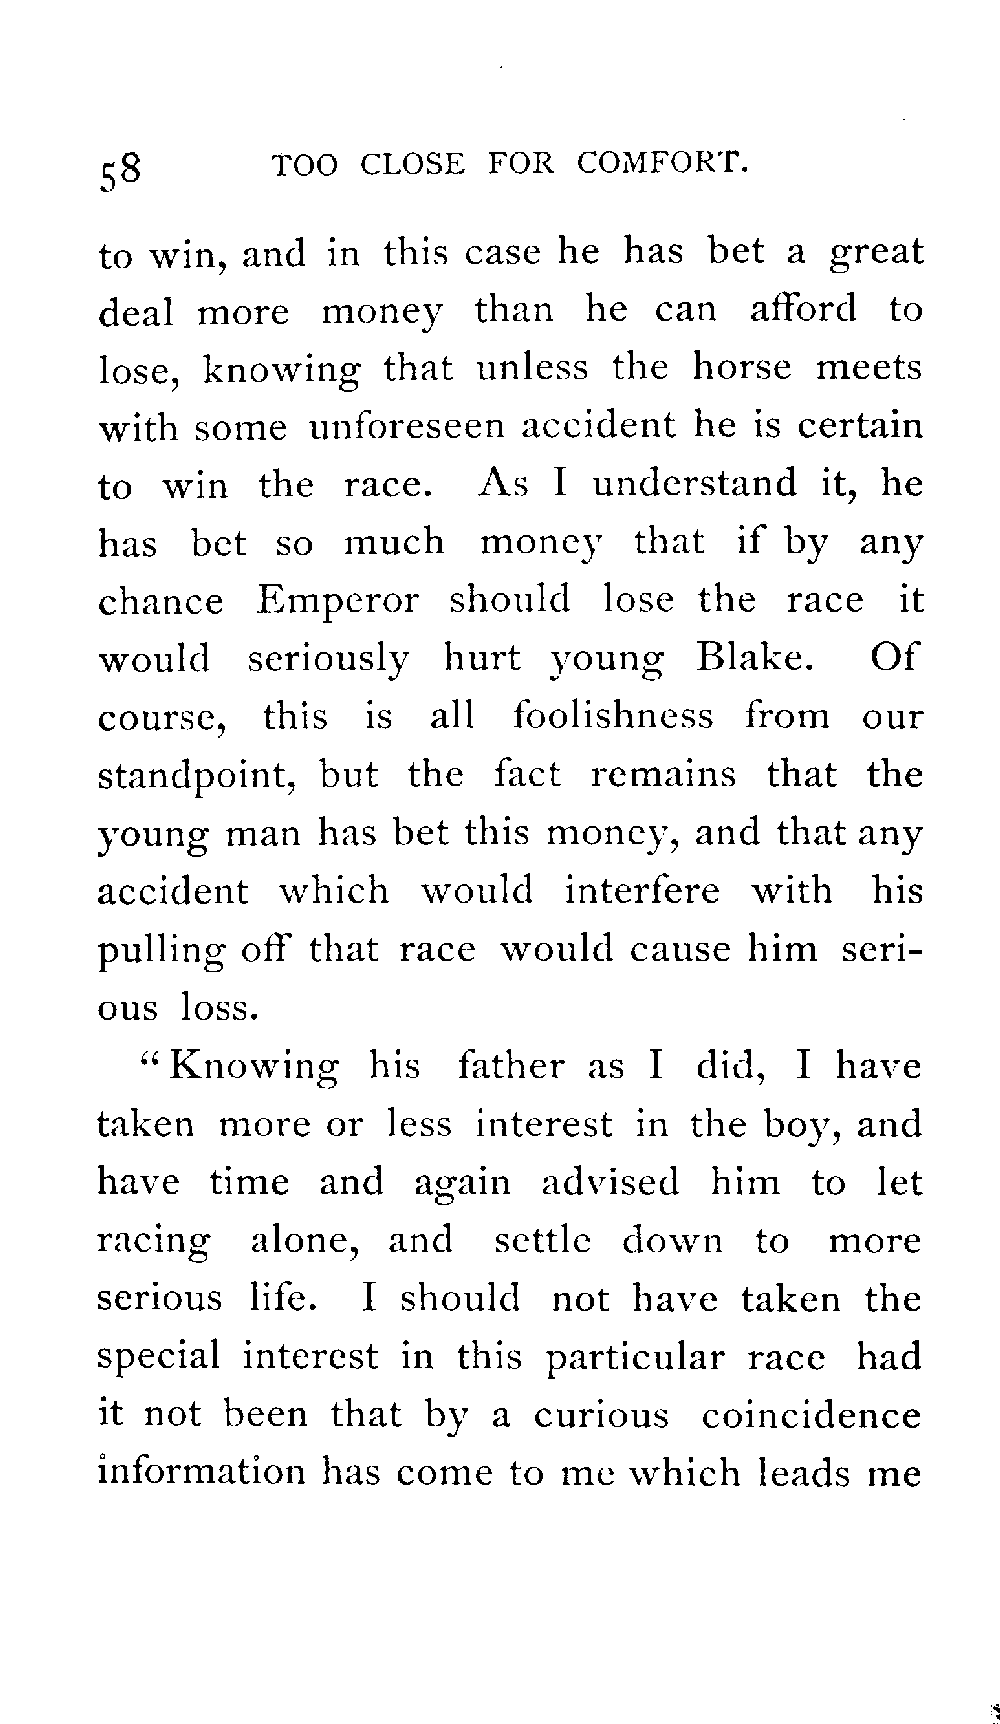 58 TOO CLOSE FOR COMFORT.
to win, and in this case he has bet a great
deal more money than he can afford to
lose, knowing that unless the horse meets
with some unforeseen accident he is certain
to win the race. As I understand it, he
has bet so much money that if by any
chance Emperor should lose the race it
would seriously hurt young Blake. Of
course, this is all foolishness from our
standpoint, but the fact remains that the
young man has bet this money, and that any
accident which would interfere with his
pulling off that race would cause him seri-
ous loss.
“Knowing his father as I did, I have
taken more or less interest in the boy, and
have time and again advised him to let
racing alone, and settle down to more
serious life. I should not have taken the
special interest in this particular race had
it not been that by a curious coincidence
information has come to me which leads me